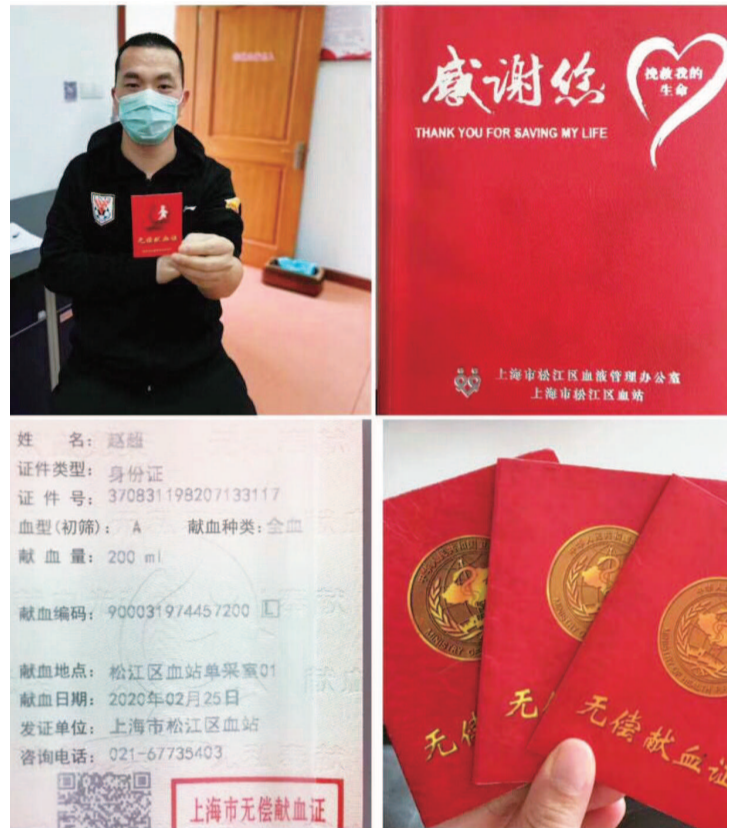 无偿献血证
感谢您
挽救我的
生命
THANK YOU FOR SAVING MY LIFE
上海市松江区血液管理办公室
上海市松江区血站
姓 名： 赵
证件类型： 身份证
证 件 号： 370831198207133117
血型(初筛)： A 献血种类：全血
献 血 量： 200 ml
献血编码： 900031974457200 L
献血地点： 松江区血站单采室01
献血日期： 2020年02月25日
发证单位： 上海市松江区血站
咨询电话： 021-67735403
上海市无偿献血证
无偿
无
无偿献血证